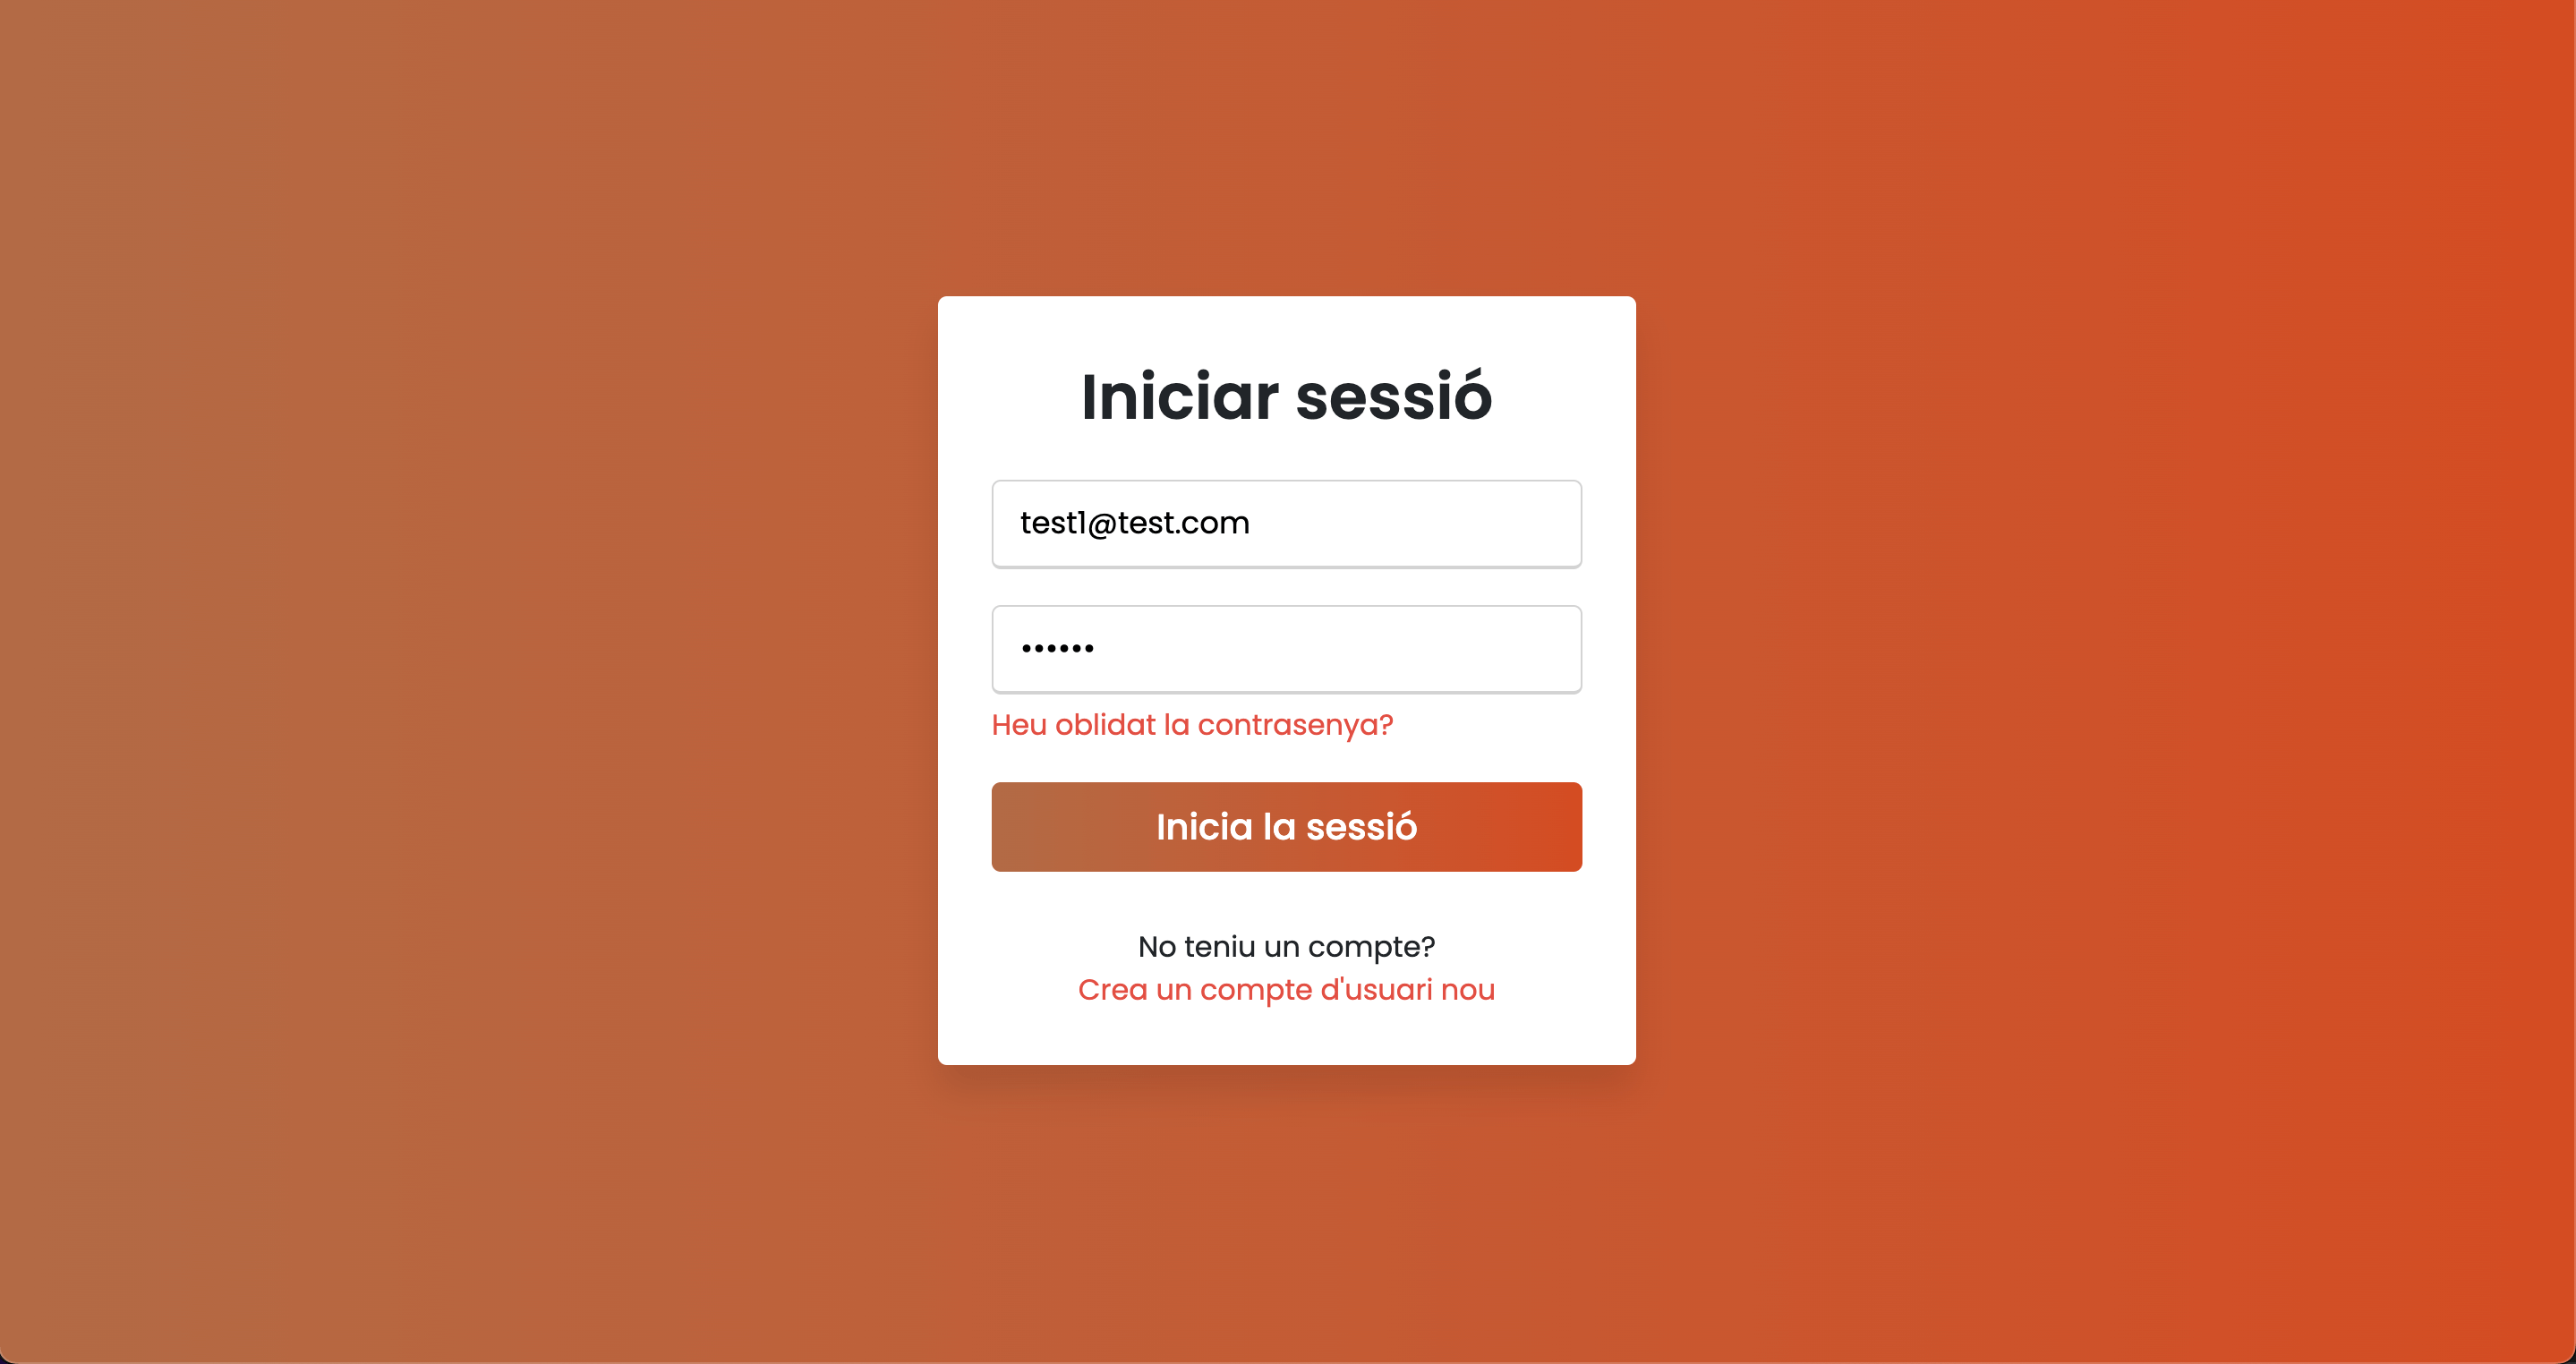 Iniciar sessió
test1@test.com
••••••
Heu oblidat la contrasenya?
Inicia la sessió
No teniu un compte?
Crea un compte d'usuari nou